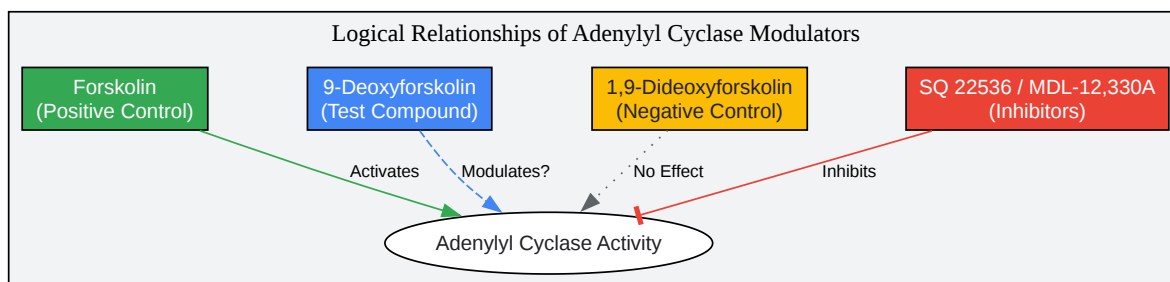 Logical Relationships of Adenylyl Cyclase Modulators
Forskolin
(Positive Control)
9-Deoxyforskolin
(Test Compound)
1,9-Dideoxyforskolin
(Negative Control)
SQ 22536 / MDL-12,330A
(Inhibitors)
Activates
Modulates?
No Effect
Inhibits
Adenylyl Cyclase Activity